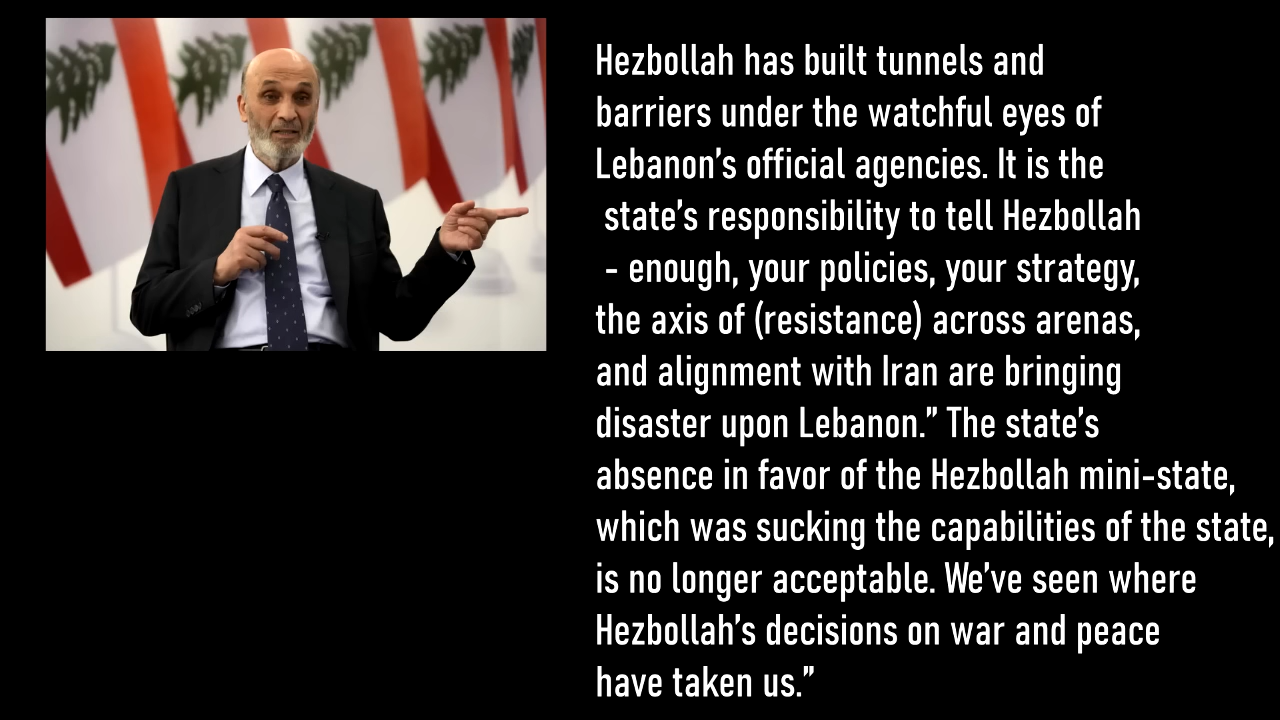 Hezbollah has built tunnels and
barriers under the watchful eyes of
Lebanon’s official agencies. It is the
state’s responsibility to tell Hezbollah
- enough, your policies, your strategy,
the axis of (resistance) across arenas,
and alignment with Iran are bringing
disaster upon Lebanon.” The state’s
absence in favor of the Hezbollah mini-state,
which was sucking the capabilities of the state,
is no longer acceptable. We’ve seen where
Hezbollah’s decisions on war and peace
have taken us.”